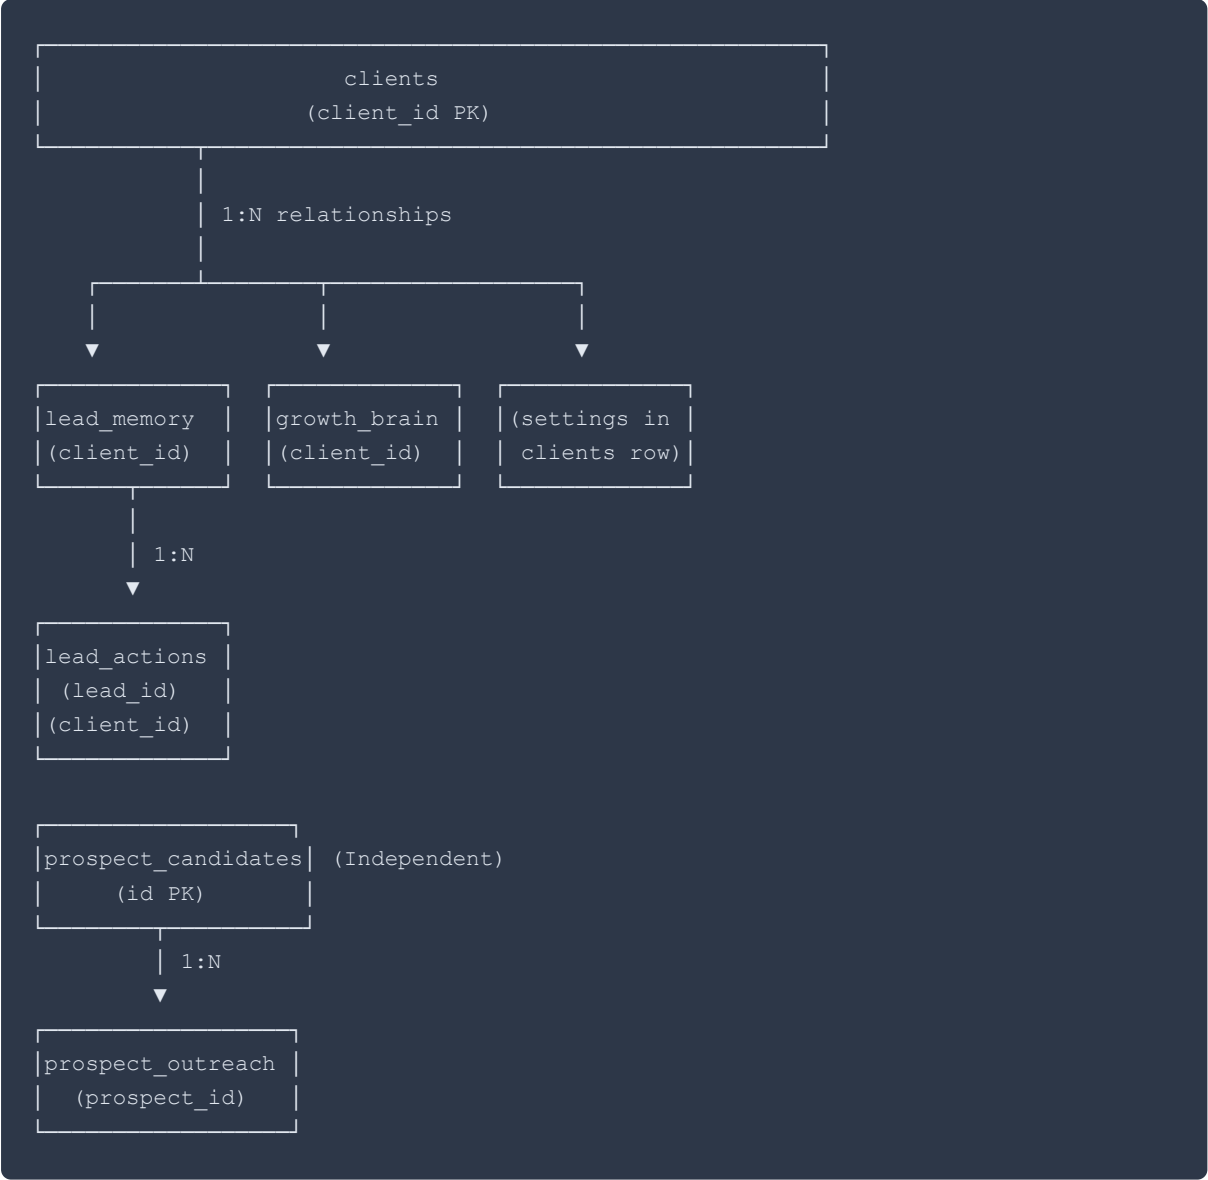 clients
(client_id PK)
1:N relationships
lead_memory growth_brain (settings in
(client_id) (client_id) clients row)
1:N
lead_actions
(lead_id)
(client_id)
prospect_candidates (Independent)
(id PK)
1:N
prospect_outreach
(prospect_id)